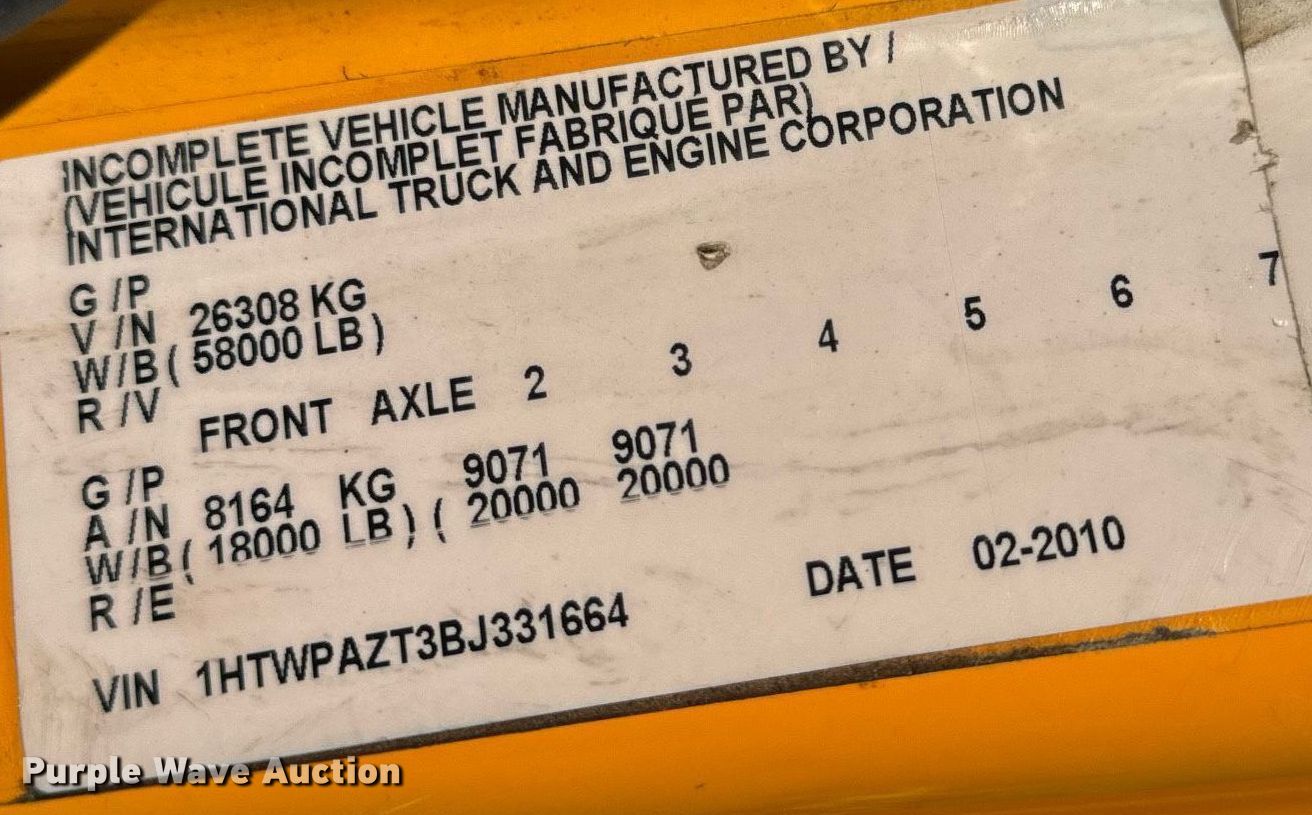 INCOMPLETE VEHICLE MANUFACTURED BY /
(VEHICULE INCOMPLET FABRIQUE PAR)
INTERNATIONAL TRUCK AND ENGINE CORPORATION
G /P
V /N 26308 KG
W/B ( 58000 LB )
R /V
FRONT AXLE 2 3 4 5 6 7
G /P
A /N 8164 KG 9071 9071
W/B ( 18000 LB ) ( 20000 20000
R /E
VIN 1HTWPAZT3BJ331664 DATE 02-2010
Purple Wave Auction